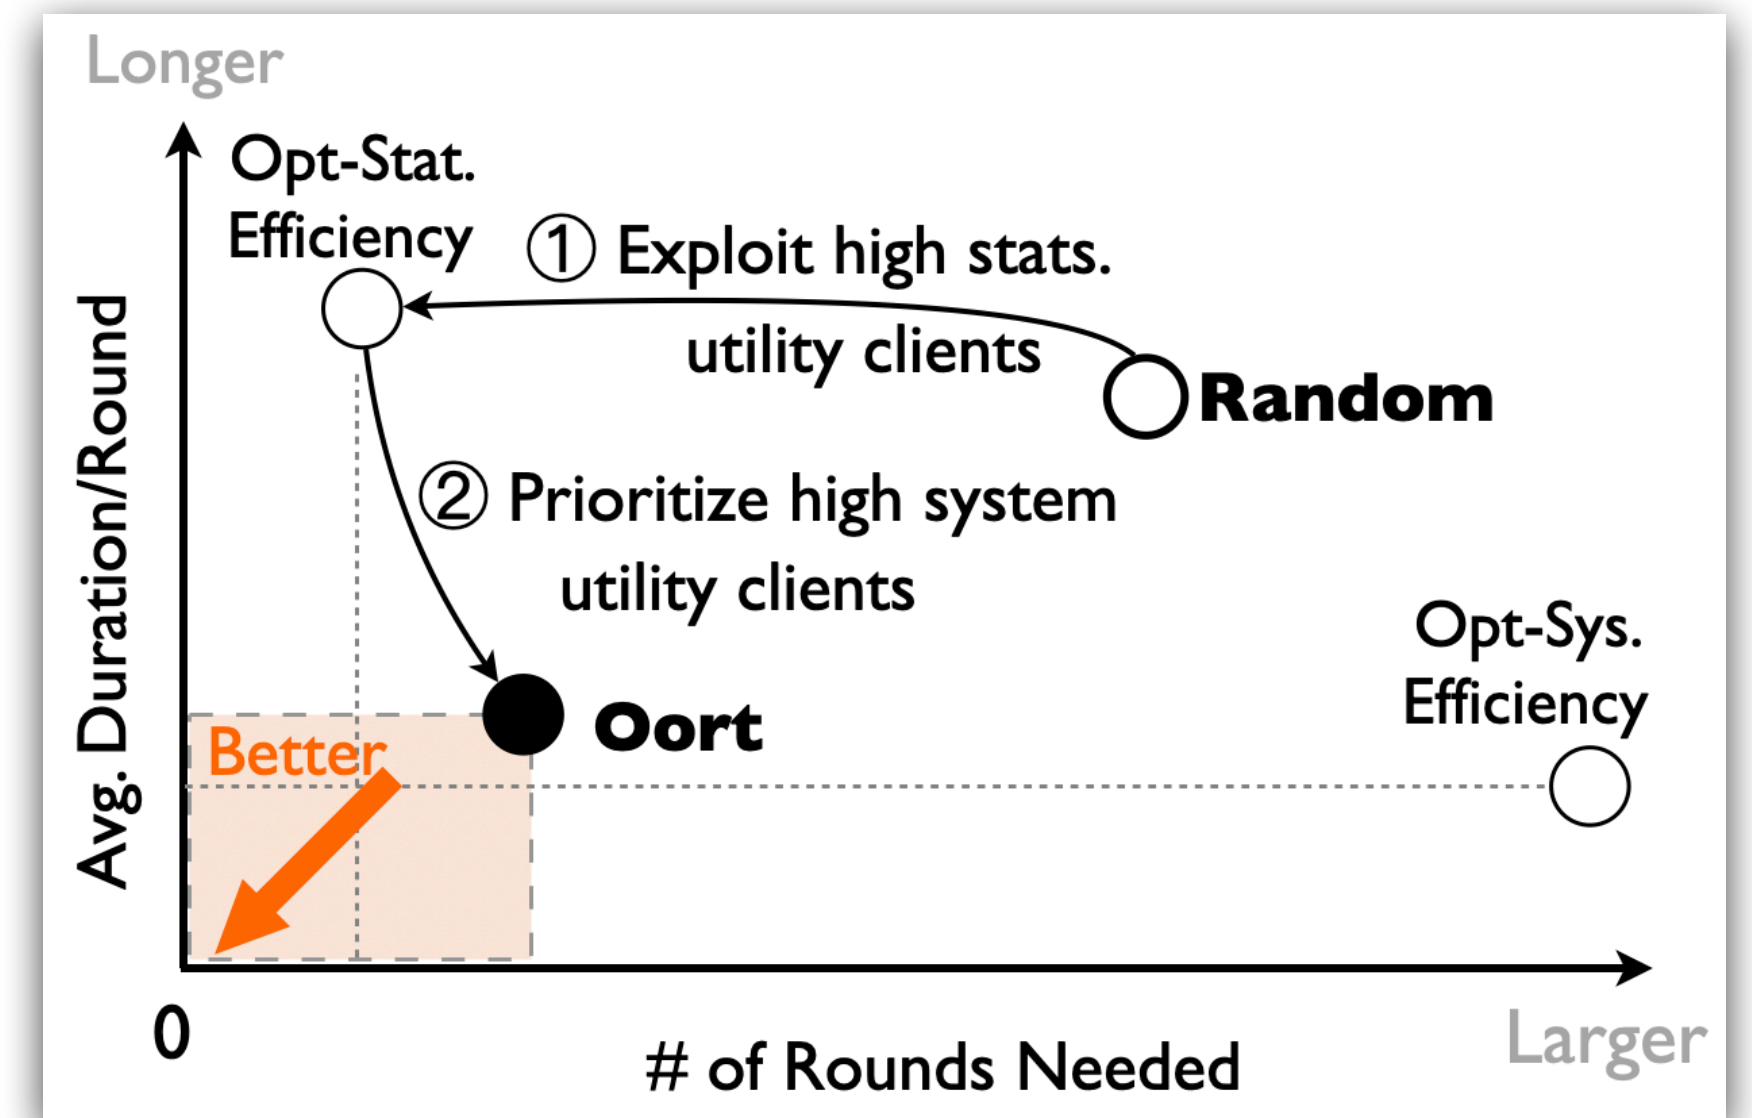 Longer
Opt-Stat.
Efficiency
① Exploit high stats.
utility clients
Random
② Prioritize high system
utility clients
Opt-Sys.
Efficiency
Oort
Better
Avg. Duration/Round
0
# of Rounds Needed
Larger